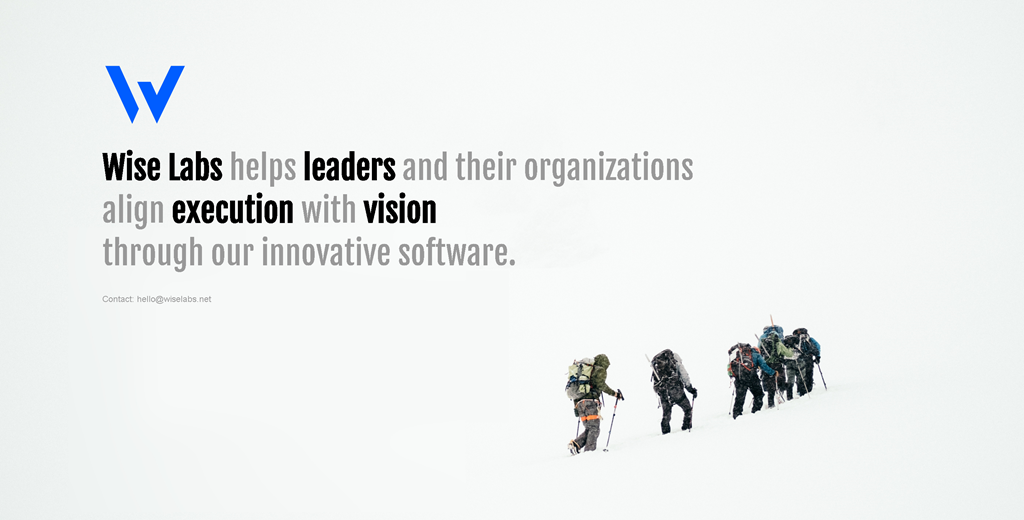 Wise Labs helps leaders and their organizations
align execution with vision
through our innovative software.
Contact: hello@wiselabs.net